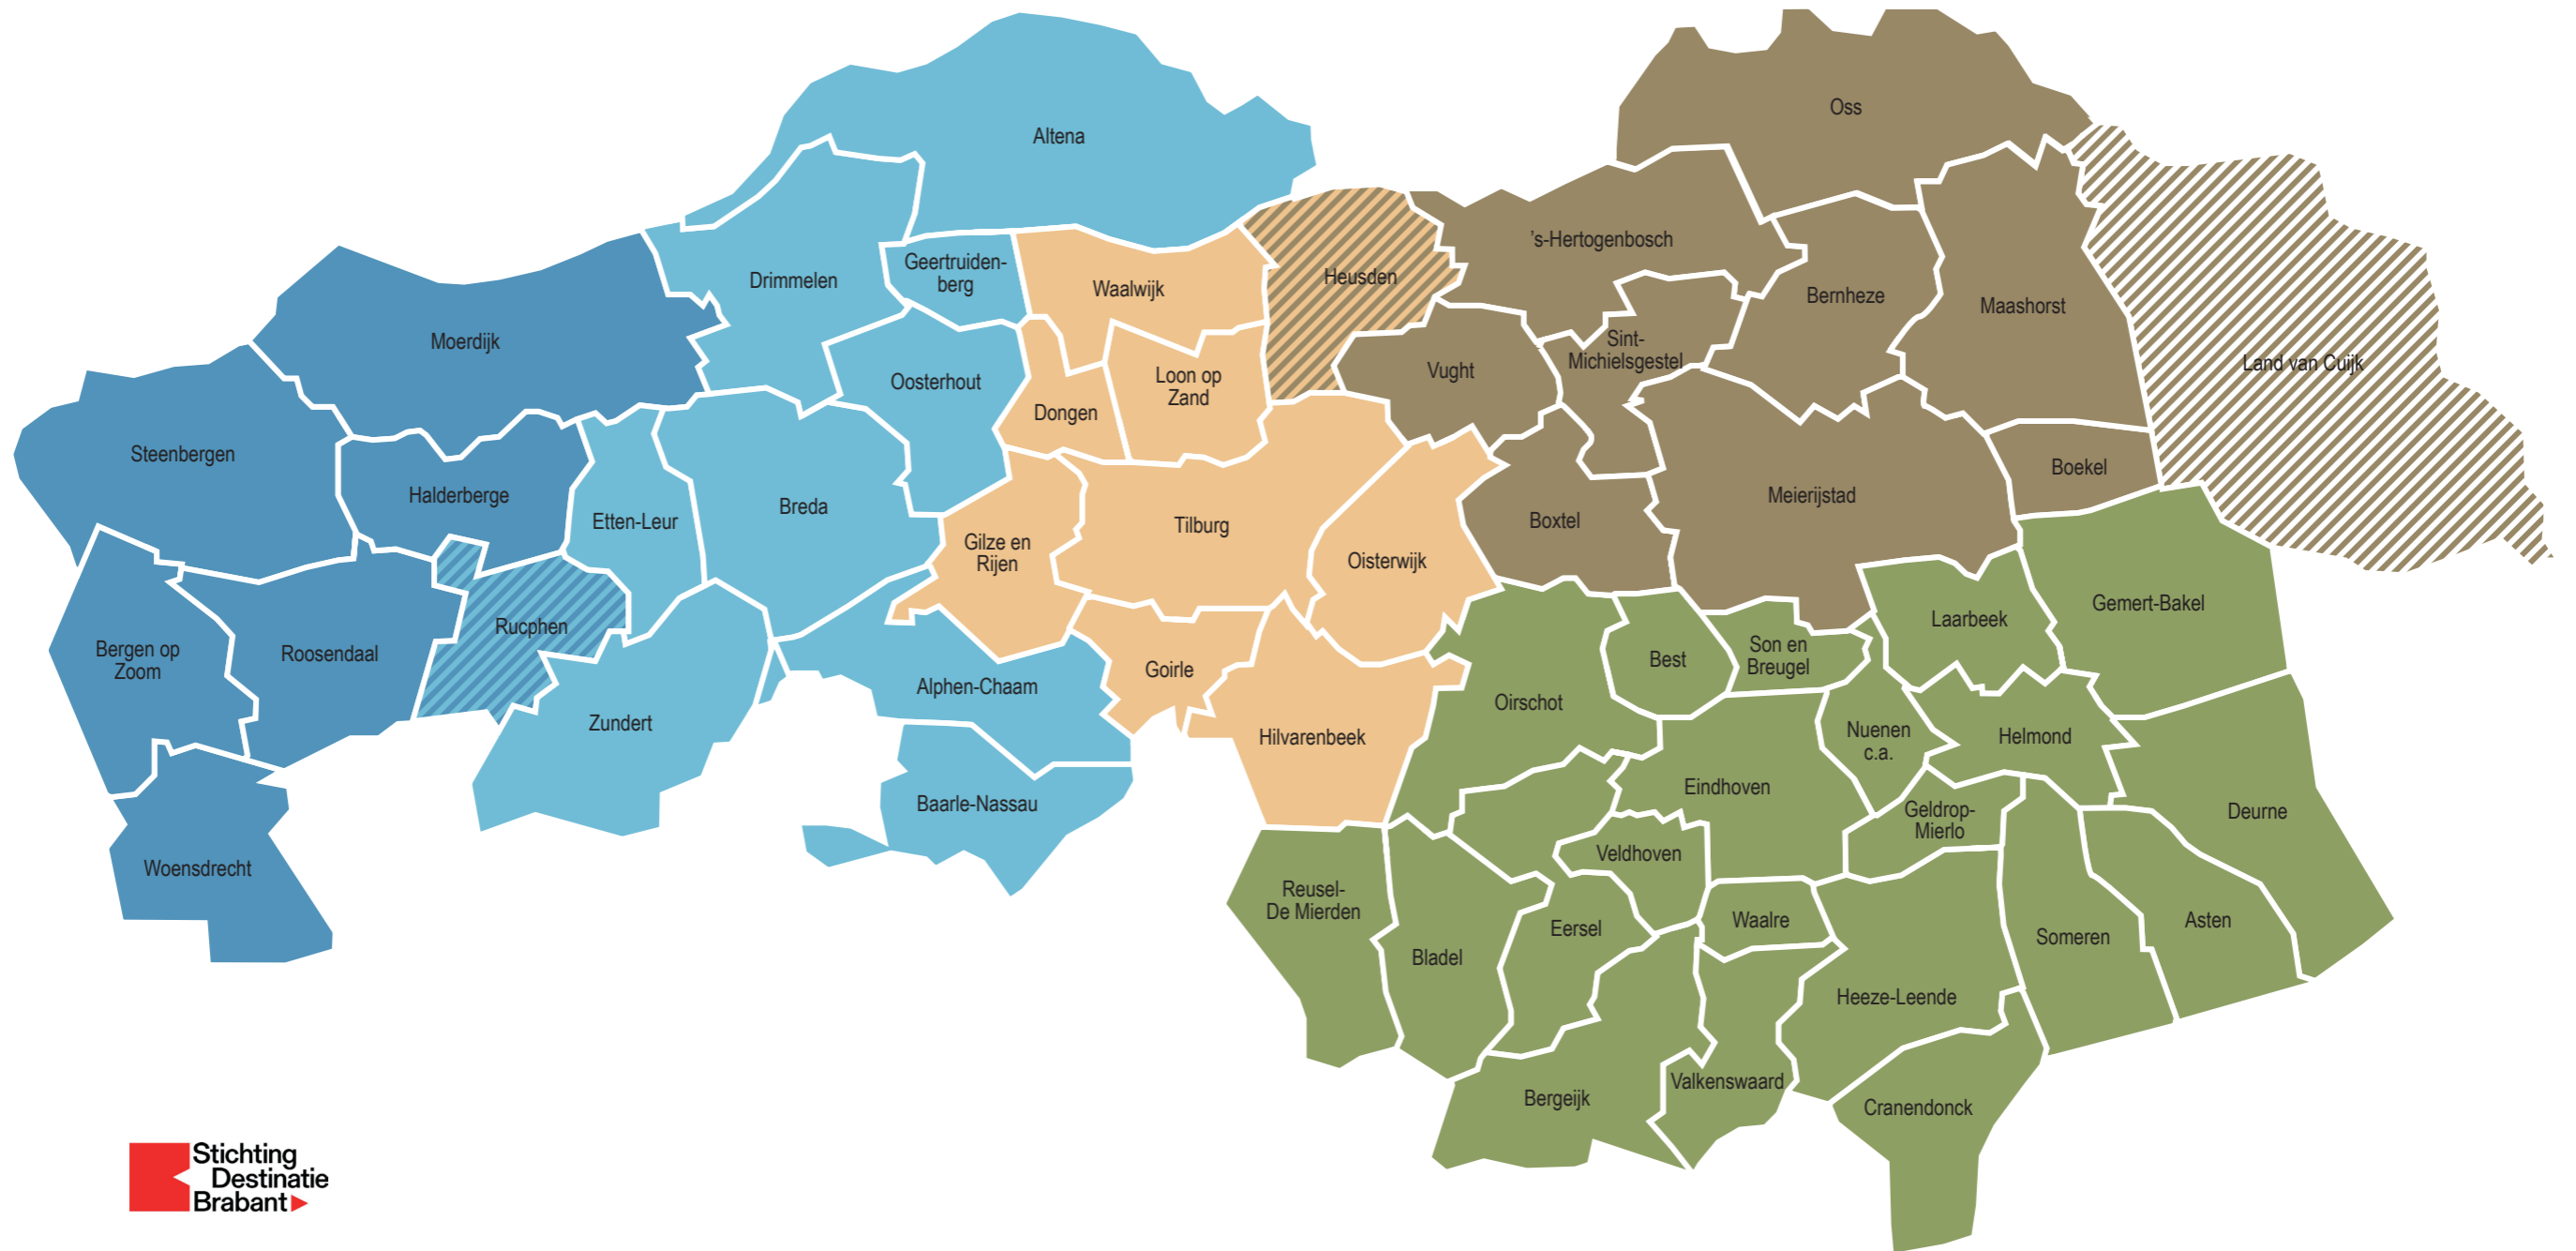 Oss
Altena
's-Hertogenbosch
Geertruiden-
berg
Heusden
Drimmelen
Waalwijk
Bernheze
Maashorst
Moerdijk
Sint-
Michielsgestel
Land van Cuijk
Vught
Loon op
Zand
Oosterhout
Dongen
Steenbergen
Boekel
Halderberge
Meierijstad
Breda
Etten-Leur
Tilburg
Boxtel
Gilze en
Rijen
Oisterwijk
Gemert-Bakel
Laarbeek
Rucphen
Bergen op
Zoom
Roosendaal
Son en
Breugel
Best
Goirle
Alphen-Chaam
Oirschot
Zundert
Nuenen
c.a.
Hilvarenbeek
Helmond
Eindhoven
Baarle-Nassau
Geldrop-
Mierlo
Deurne
Veldhoven
Woensdrecht
Reusel-
De Mierden
Waalre
Asten
Eersel
Someren
Bladel
Heeze-Leende
Valkenswaard
Bergeijk
Cranendonck
Stichting
Destinatie
Brabant